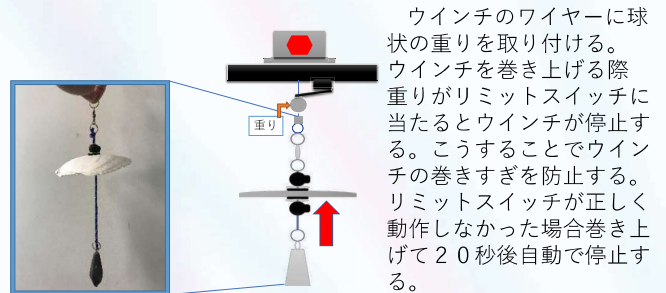 ウインチのワイヤーに球
状の重りを取り付ける。
ウインチを巻き上げる際
重りがリミットスイッチに
当たるとウインチが停止す
る。こうすることでウイン
チの巻きすぎを防止する。
リミットスイッチが正しく
動作しなかった場合巻き上
げて２０秒後自動で停止す
る。
重り